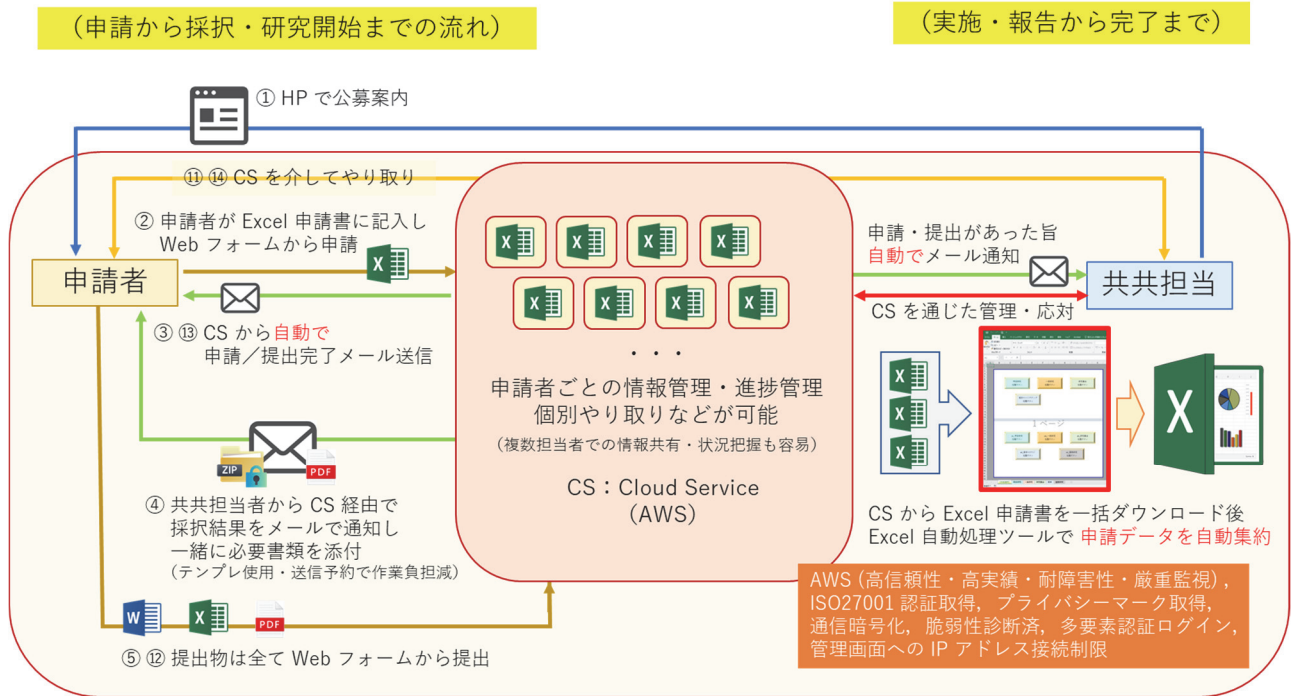 （申請から採択・研究開始までの流れ）
（実施・報告から完了まで）
① HP で公募案内
⑪ ⑭ CS を介してやり取り
② 申請者が Excel 申請書に記入し
Web フォームから申請
申請者
③ ⑬ CS から自動で
申請／提出完了メール送信
ZIP
PDF
④ 共共担当者から CS 経由で
採択結果をメールで通知し
一緒に必要書類を添付
（テンプレ使用・送信予約で作業負担減）
W
X
PDF
⑤ ⑫ 提出物は全て Web フォームから提出
・・・
申請者ごとの情報管理・進捗管理
個別やり取りなどが可能
（複数担当者での情報共有・状況把握も容易）
CS：Cloud Service
(AWS)
申請・提出があった旨
自動でメール通知
共共担当
CS を通じた管理・応対
1 ページ
X
CS から Excel 申請書を一括ダウンロード後
Excel 自動処理ツールで 申請データを自動集約
AWS (高信頼性・高実績・耐障害性・厳重監視) ,
ISO27001 認証取得, プライバシーマーク取得,
通信暗号化, 脆弱性診断済, 多要素認証ログイン,
管理画面への IP アドレス接続制限